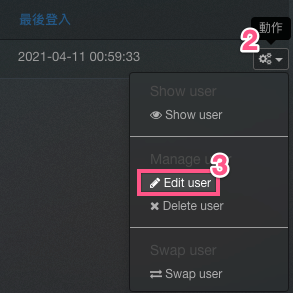 最後登入
動作
2
2021-04-11 00:59:33
Show user
Show user
Manage user
3
Edit user
Delete user
Swap user
Swap user